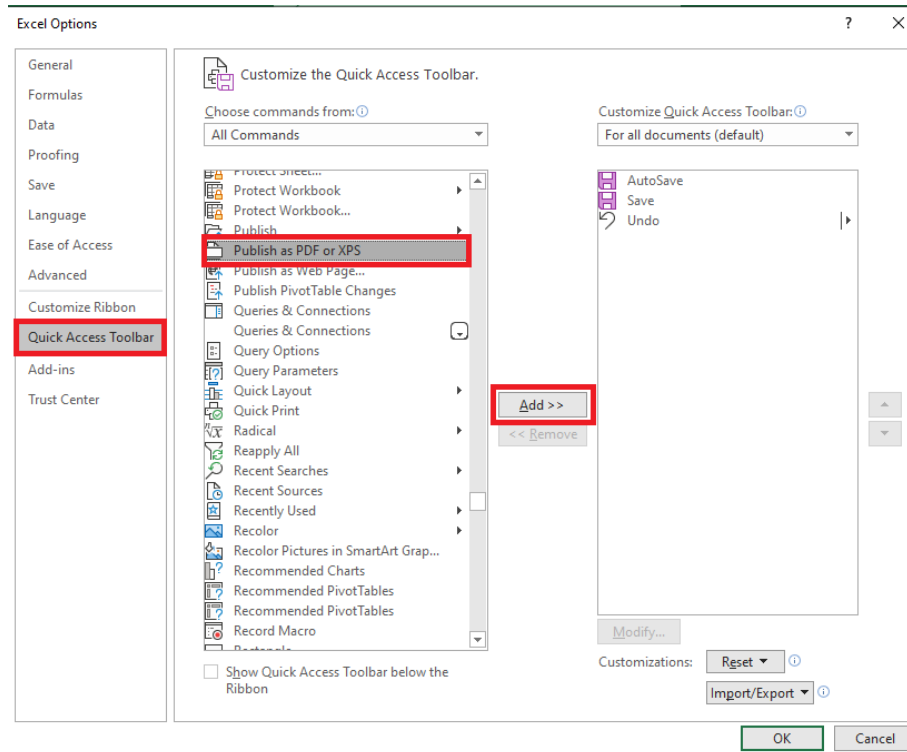 Excel Options
?
General
Formulas
Data
Proofing
Save
Language
Ease of Access
Advanced
Customize Ribbon
Quick Access Toolbar
Add-ins
Trust Center
Customize the Quick Access Toolbar.
Choose commands from:
All Commands
Protect Sheet...
Protect Workbook
Protect Workbook...
Publish
Publish as PDF or XPS
Publish as Web Page...
Publish PivotTable Changes
Queries & Connections
Queries & Connections
Query Options
Query Parameters
Quick Layout
Quick Print
Radical
Reapply All
Recent Searches
Recent Sources
Recently Used
Recolor
Recolor Pictures in SmartArt Grap...
Recommended Charts
Recommended PivotTables
Recommended PivotTables
Record Macro
Rectangle
Show Quick Access Toolbar below the
Ribbon
Add >>
<< Remove
Customize Quick Access Toolbar:
For all documents (default)
AutoSave
Save
Undo
Modify...
Customizations:
Reset
Import/Export
OK
Cancel